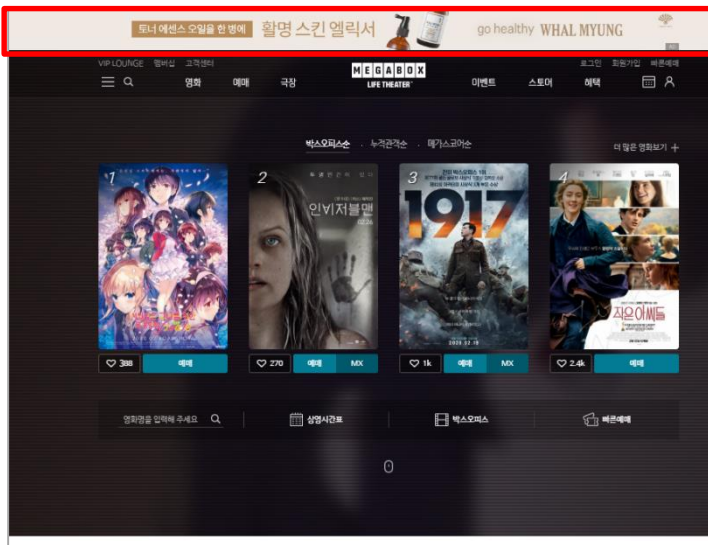 토너 에센스 오일을 한 병에 활명 스킨 엘릭서 go healthy WHAL MYUNG
AD
VIP LOUNGE 멤버십 고객센터 로그인 회원가입 빠른예매
영화 예매 극장 MEGABOX 이벤트 스토어 혜택
LIFE THEATER
박스오피스순 · 누적관객순 · 메가스코어순
더 많은 영화보기 +
1 2 3 4
인비저블맨
02.26
1917
2020.02.19
작은 아씨들
388 예매 270 예매 MX 1k 예매 MX 2.4k 예매
영화명을 입력해 주세요 상영시간표 박스오피스 빠른예매